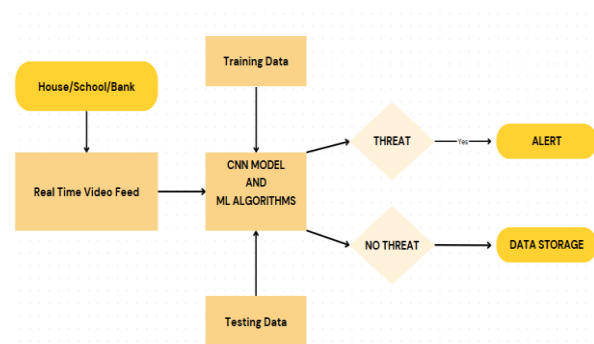 Training Data
House/School/Bank
THREAT
Yes
ALERT
CNN MODEL
AND
ML ALGORITHMS
Real Time Video Feed
NO THREAT
DATA STORAGE
Testing Data